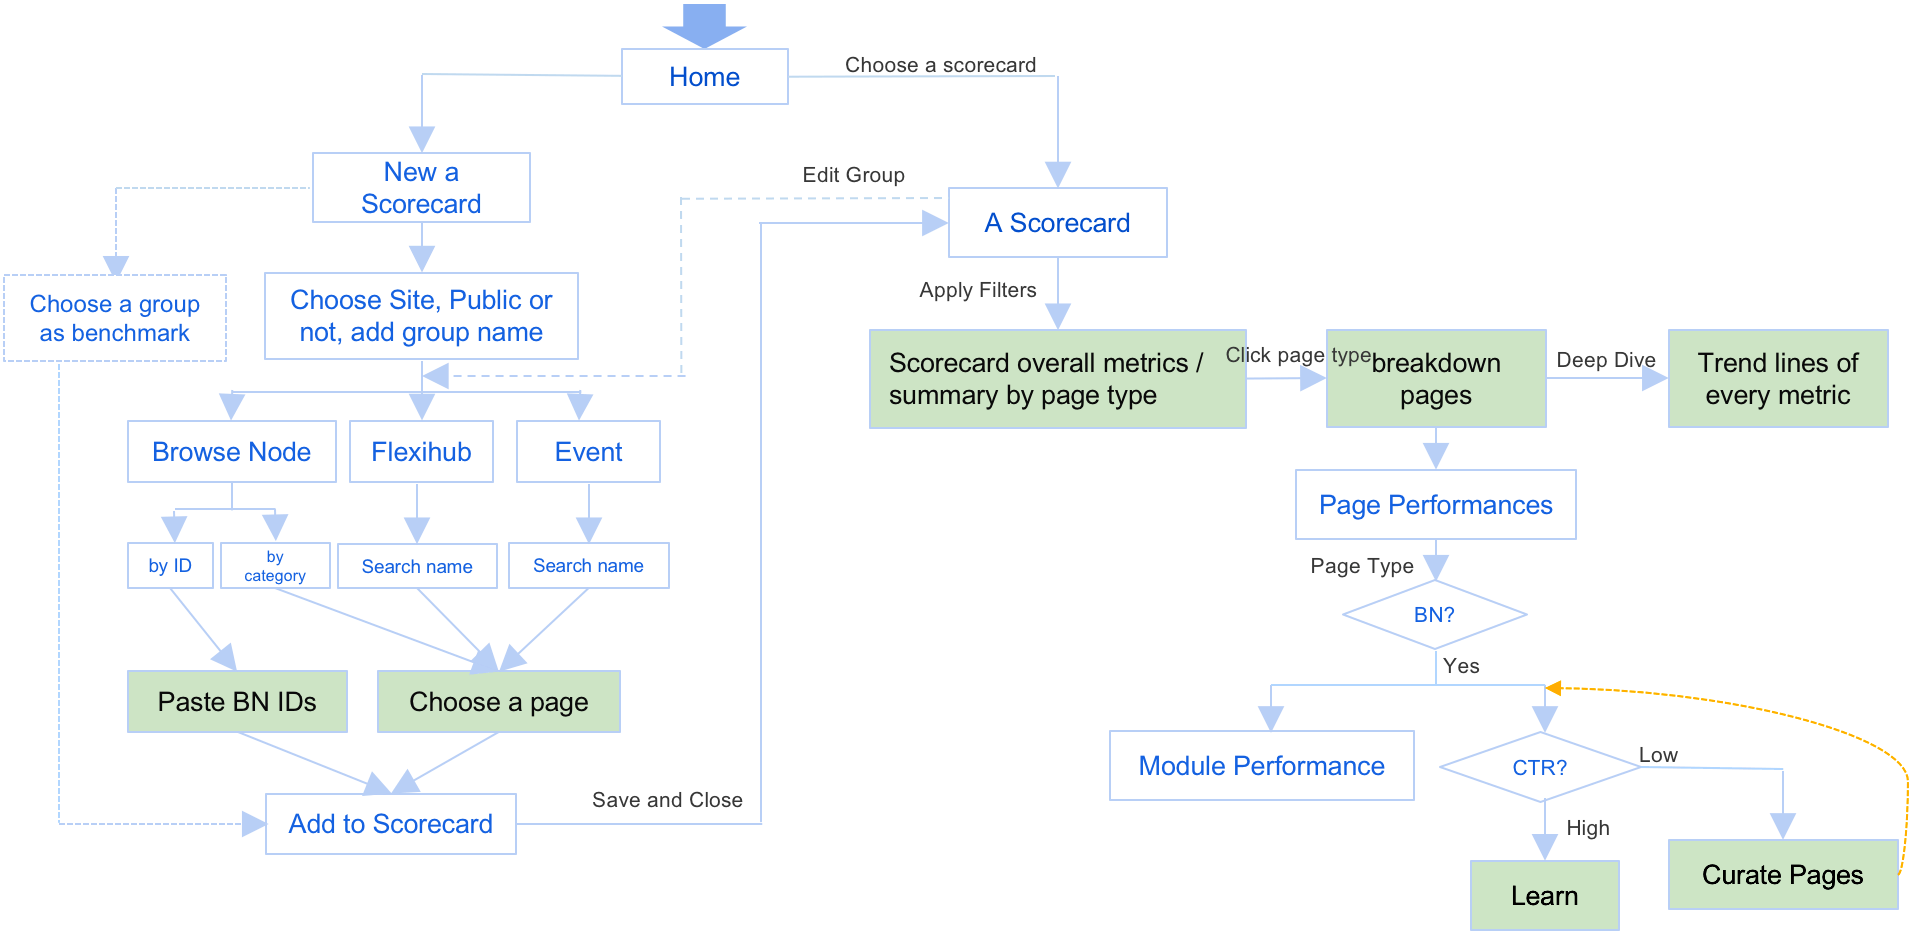 Home
Choose a scorecard
New a
Scorecard
Edit Group
A Scorecard
Choose a group
as benchmark
Choose Site, Public or
not, add group name
Apply Filters
Scorecard overall metrics /
summary by page type
Click page type
breakdown
pages
Deep Dive
Trend lines of
every metric
Browse Node
Flexihub
Event
Page Performances
by ID
by
category
Search name
Search name
Page Type
BN?
Yes
Paste BN IDs
Choose a page
Module Performance
CTR?
Low
Add to Scorecard
Save and Close
High
Learn
Curate Pages